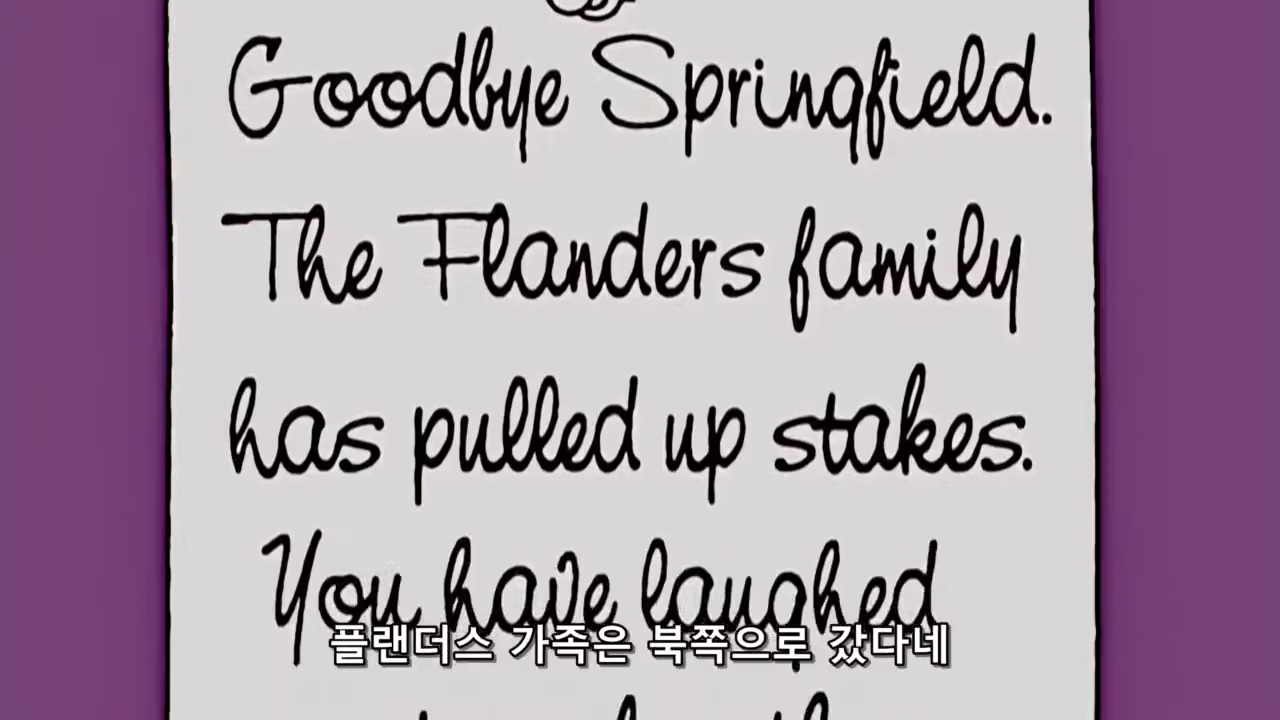 Goodbye Springfield.
The Flanders family
has pulled up stakes.
You have laughed
플랜더스 가족은 북쪽으로 갔다네